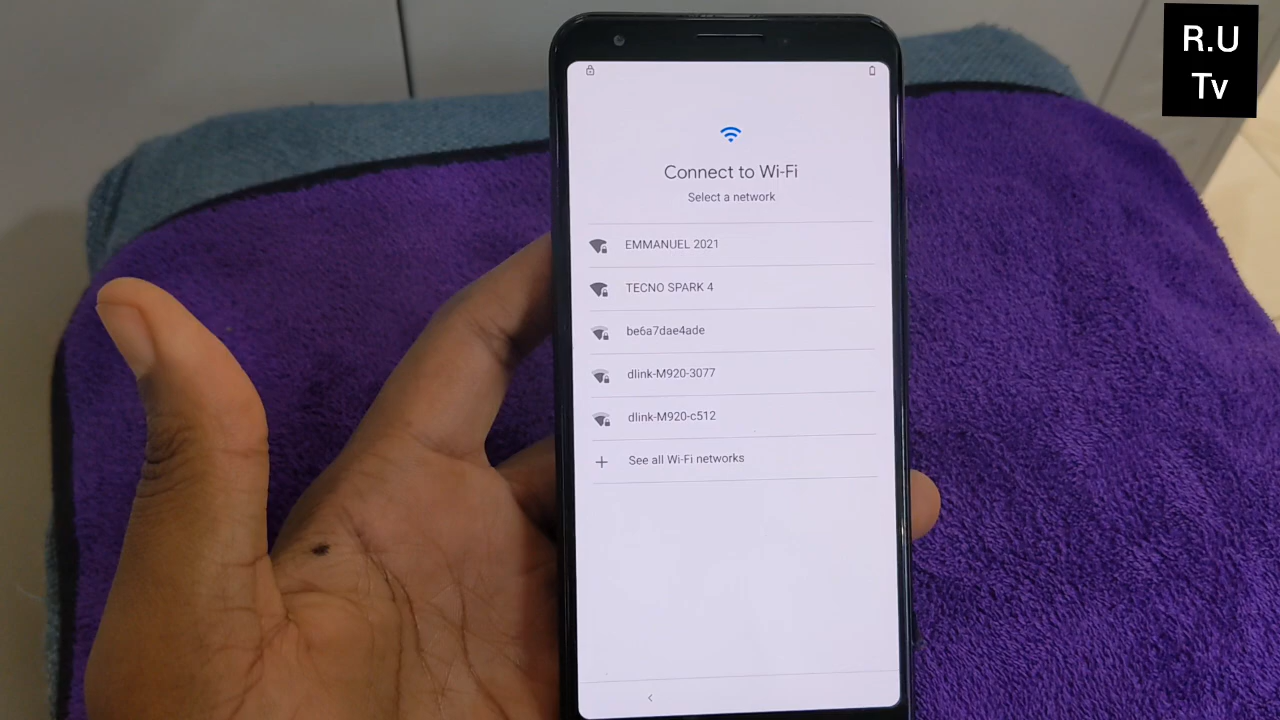 R.U
Tv
Connect to Wi-Fi
Select a network
EMMANUEL 2021
TECNO SPARK 4
be6a7dae4ade
dlink-M920-3077
dlink-M920-c512
See all Wi-Fi networks